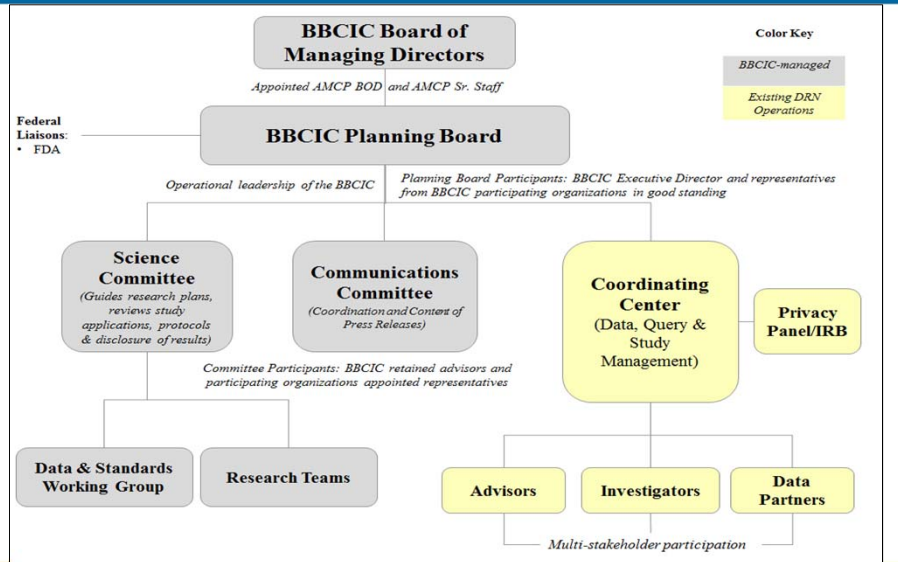 BBCIC Board of
Managing Directors
Color Key
BBCIC-managed
Existing DRN
Operations
Appointed AMCP BOD and AMCP Sr. Staff
Federal
Liaisons:
• FDA
BBCIC Planning Board
Operational leadership of the BBCIC
Planning Board Participants: BBCIC Executive Director and representatives
from BBCIC participating organizations in good standing
Science
Committee
(Guides research plans,
reviews study
applications, protocols
& disclosure of results)
Communications
Committee
(Coordination and Content of
Press Releases)
Coordinating
Center
(Data, Query &
Study
Management)
Privacy
Panel/IRB
Committee Participants: BBCIC retained advisors and
participating organizations appointed representatives
Data & Standards
Working Group
Research Teams
Advisors
Investigators
Data
Partners
Multi-stakeholder participation